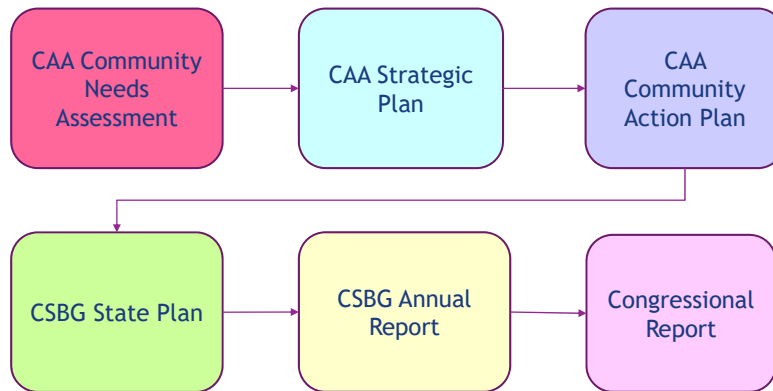 CAA Community
Needs
Assessment
CAA Strategic
Plan
CAA
Community
Action Plan
CSBG State Plan
CSBG Annual
Report
Congressional
Report